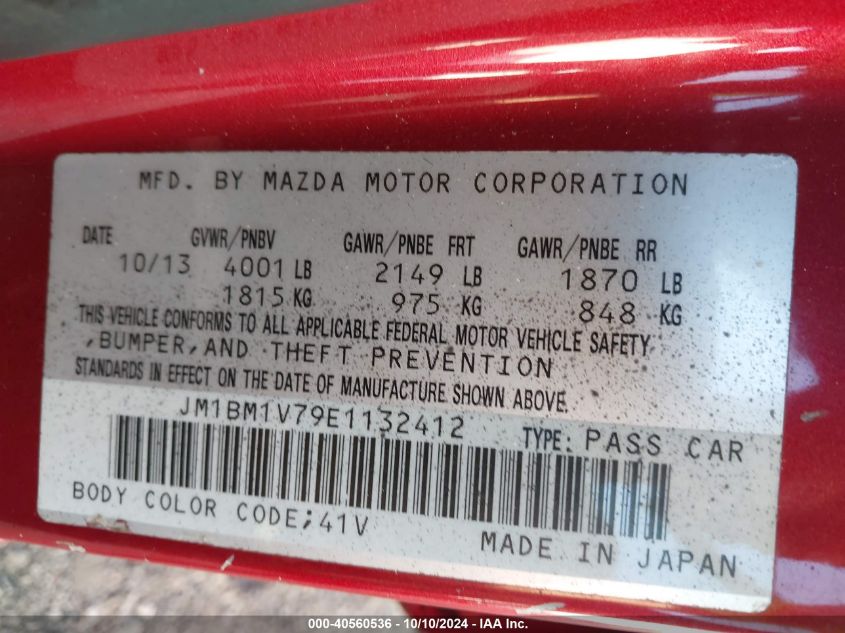 MFD. BY MAZDA MOTOR CORPORATION
DATE GVWR/PNBV GAWR/PNBE FRT GAWR/PNBE RR
10/13 4001 LB 2149 LB 1870 LB
1815 KG 975 KG 848 KG
THIS VEHICLE CONFORMS TO ALL APPLICABLE FEDERAL MOTOR VEHICLE SAFETY
,BUMPER,AND THEFT PREVENTION
STANDARDS IN EFFECT ON THE DATE OF MANUFACTURE SHOWN ABOVE.
JM1BM1V79E1132412 TYPE: PASS CAR
BODY COLOR CODE;41V
MADE IN JAPAN
000-40560536 - 10/10/2024 - IAA Inc.